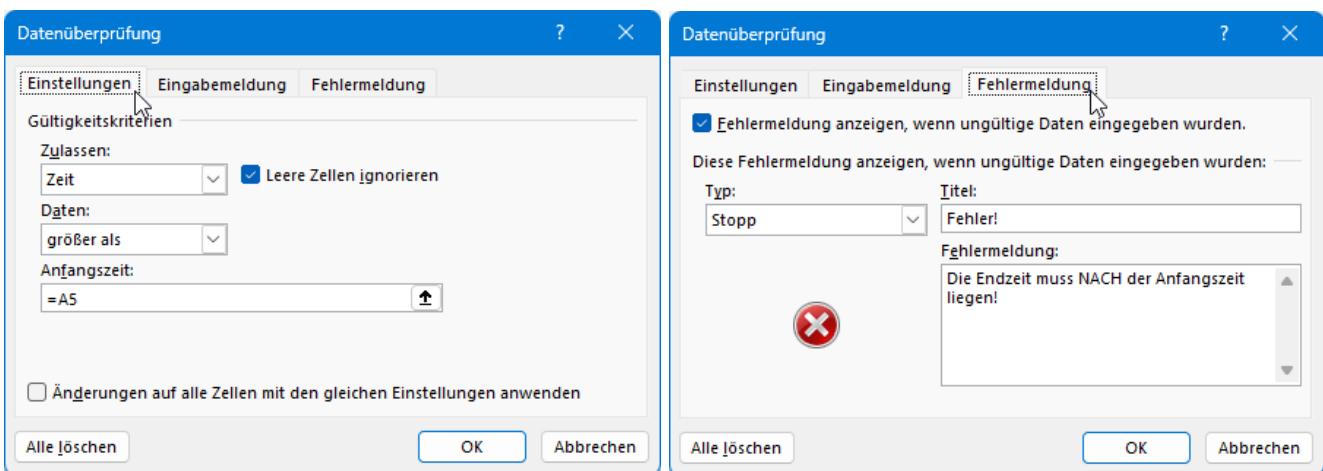 Datenüberprüfung
?
Einstellungen Eingabemeldung Fehlermeldung
Gültigkeitskriterien
Zulassen:
Zeit
Leere Zellen ignorieren
Daten:
größer als
Anfangszeit:
=A5
Änderungen auf alle Zellen mit den gleichen Einstellungen anwenden
Alle löschen OK Abbrechen
Datenüberprüfung
?
Einstellungen Eingabemeldung Fehlermeldung
Fehlermeldung anzeigen, wenn ungültige Daten eingegeben wurden.
Diese Fehlermeldung anzeigen, wenn ungültige Daten eingegeben wurden:
Typ:
Stopp
Titel:
Fehler!
Fehlermeldung:
Die Endzeit muss NACH der Anfangszeit
liegen!
Alle löschen OK Abbrechen